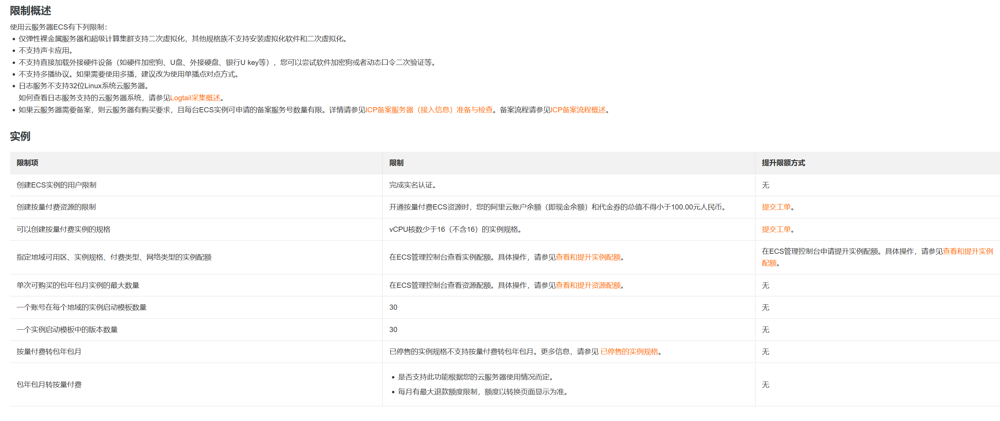 限制概述
使用云服务器ECS有下列限制：
• 仅弹性裸金属服务器和超级计算集群支持二次虚拟化，其他规格族不支持安装虚拟化软件和二次虚拟化。
• 不支持声卡应用。
• 不支持直接加载外接硬件设备（如硬件加密狗、U盘、外接硬盘、银行U key等），您可以尝试软件加密狗或者动态口令二次验证等。
• 不支持多播协议。如果需要使用多播，建议改为使用单播点对点方式。
• 日志服务不支持32位Linux系统云服务器。
如何查看日志服务支持的云服务器系统，请参见Logtail采集概述。
• 如果云服务器需要备案，则云服务器有购买要求，且每台ECS实例可申请的备案服务号数量有限。详情请参见ICP备案服务器（接入信息）准备与检查。备案流程请参见ICP备案流程概述。
实例
限制项 限制 提升限额方式
创建ECS实例的用户限制 完成实名认证。 无
创建按量付费资源的限制 开通按量付费ECS资源时，您的阿里云账户余额（即现金余额）和代金券的总值不得小于100.00元人民币。 提交工单。
可以创建按量付费实例的规格 vCPU核数少于16（不含16）的实例规格。 提交工单。
指定地域可用区、实例规格、付费类型、网络类型的实例配额 在ECS管理控制台查看实例配额。具体操作，请参见查看和提升实例配额。 在ECS管理控制台申请提升实例配额。具体操作，请参见查看和提升实例
配额。
单次可购买的包年包月实例的最大数量 在ECS管理控制台查看资源配额。具体操作，请参见查看和提升资源配额。 无
一个账号在每个地域的实例启动模板数量 30 无
一个实例启动模板中的版本数量 30 无
按量付费转包年包月 已停售的实例规格不支持按量付费转包年包月。更多信息，请参见 已停售的实例规格。 无
包年包月转按量付费 • 是否支持此功能根据您的云服务器使用情况而定。 无
• 每月有最大退款额度限制，额度以转换页面显示为准。